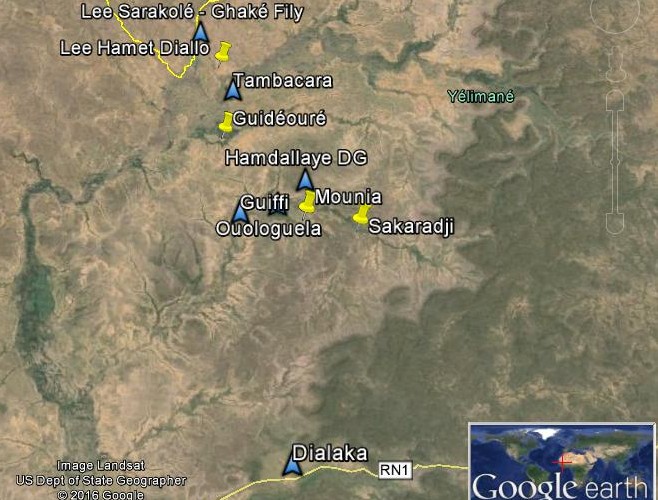 Lee Sarakolé - Ghaké Fily
Lee Hamet Diallo
Tambacara
Yélimané
Guidéouré
Hamdallaye DG
Mounia
Guiffi
Ouologuela
Sakaradji
Dialaka
RN1
Image Landsat
US Dept of State Geographer
© 2016 Google
Google earth